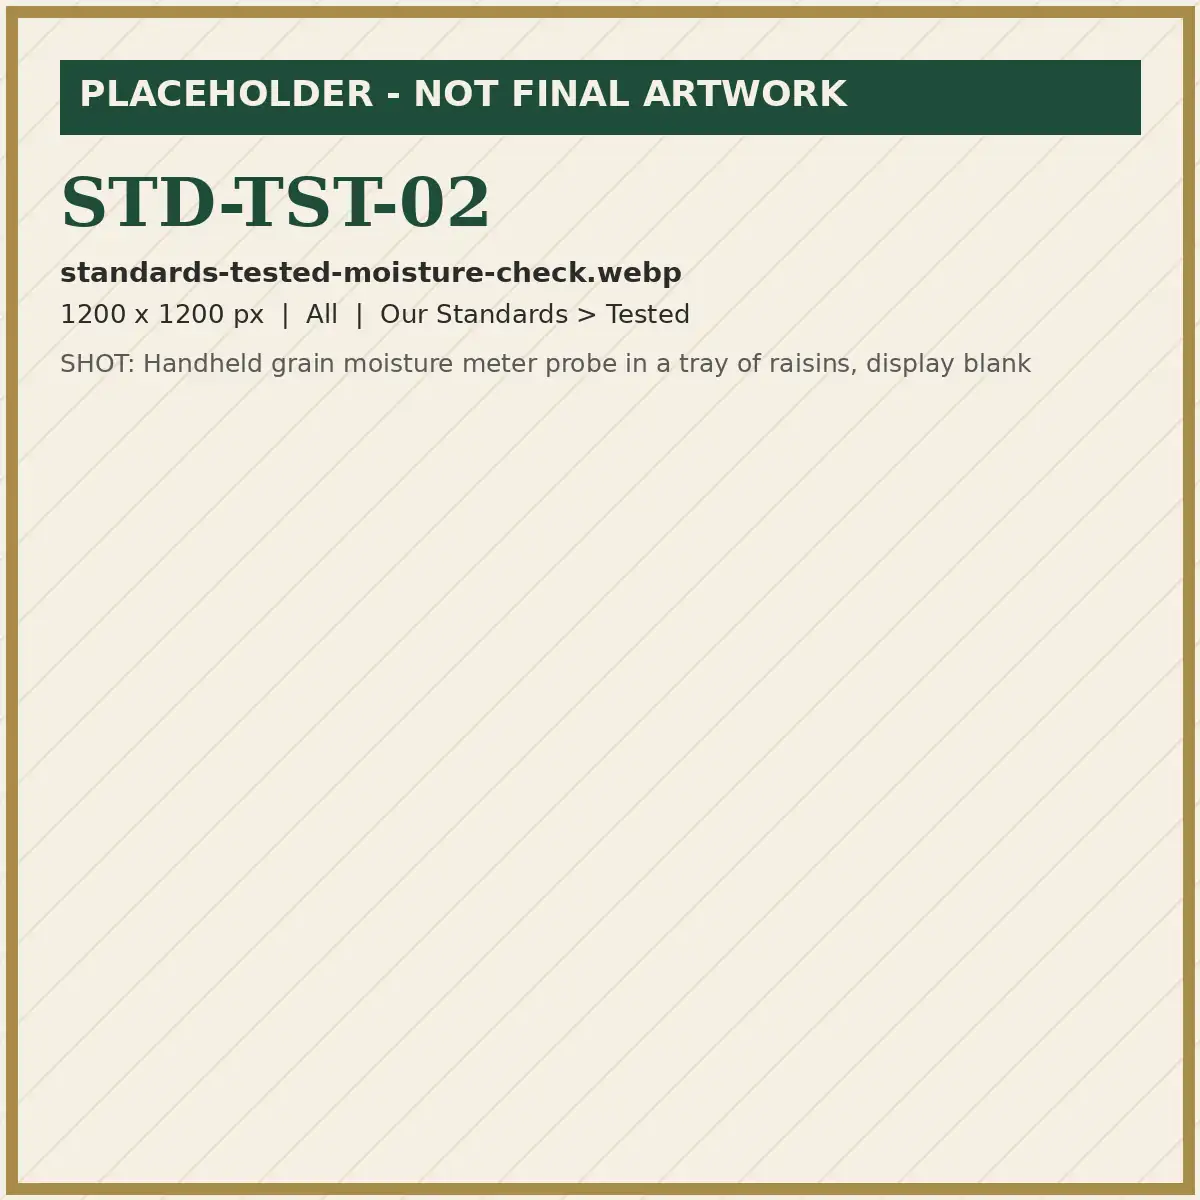 PLACEHOLDER - NOT FINAL ARTWORK
STD-TST-02
standards-tested-moisture-check.webp
1200 x 1200 px | All | Our Standards > Tested
SHOT: Handheld grain moisture meter probe in a tray of raisins, display blank